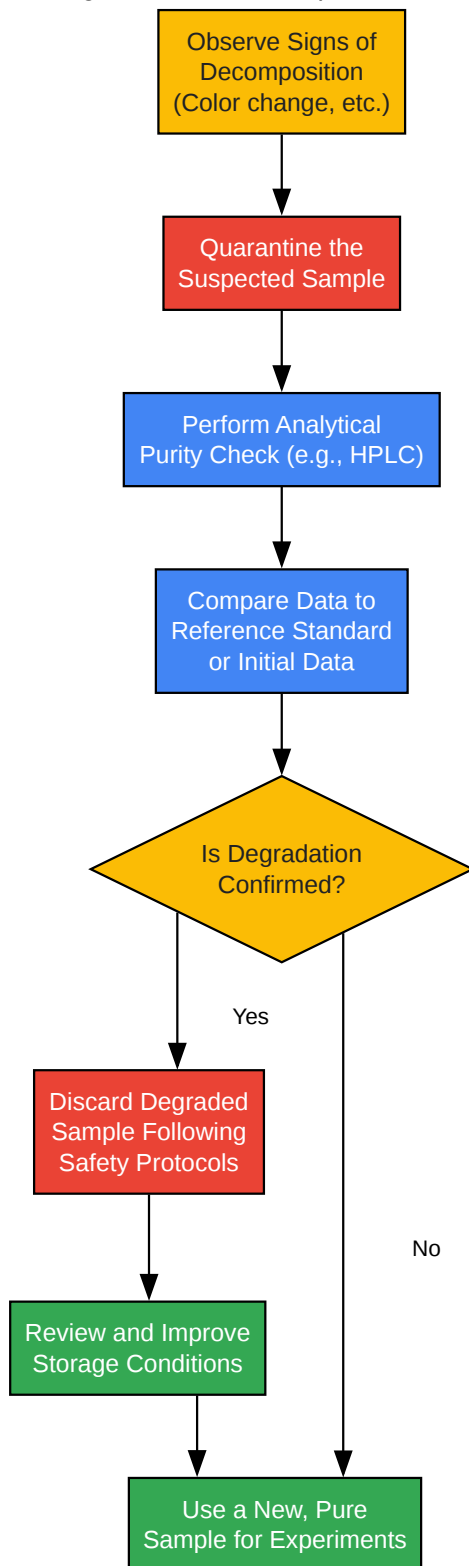 Observe Signs of
Decomposition
(Color change, etc.)
Quarantine the
Suspected Sample
Perform Analytical
Purity Check (e.g., HPLC)
Compare Data to
Reference Standard
or Initial Data
Is Degradation
Confirmed?
Yes
Discard Degraded
Sample Following
Safety Protocols
No
Review and Improve
Storage Conditions
Use a New, Pure
Sample for Experiments